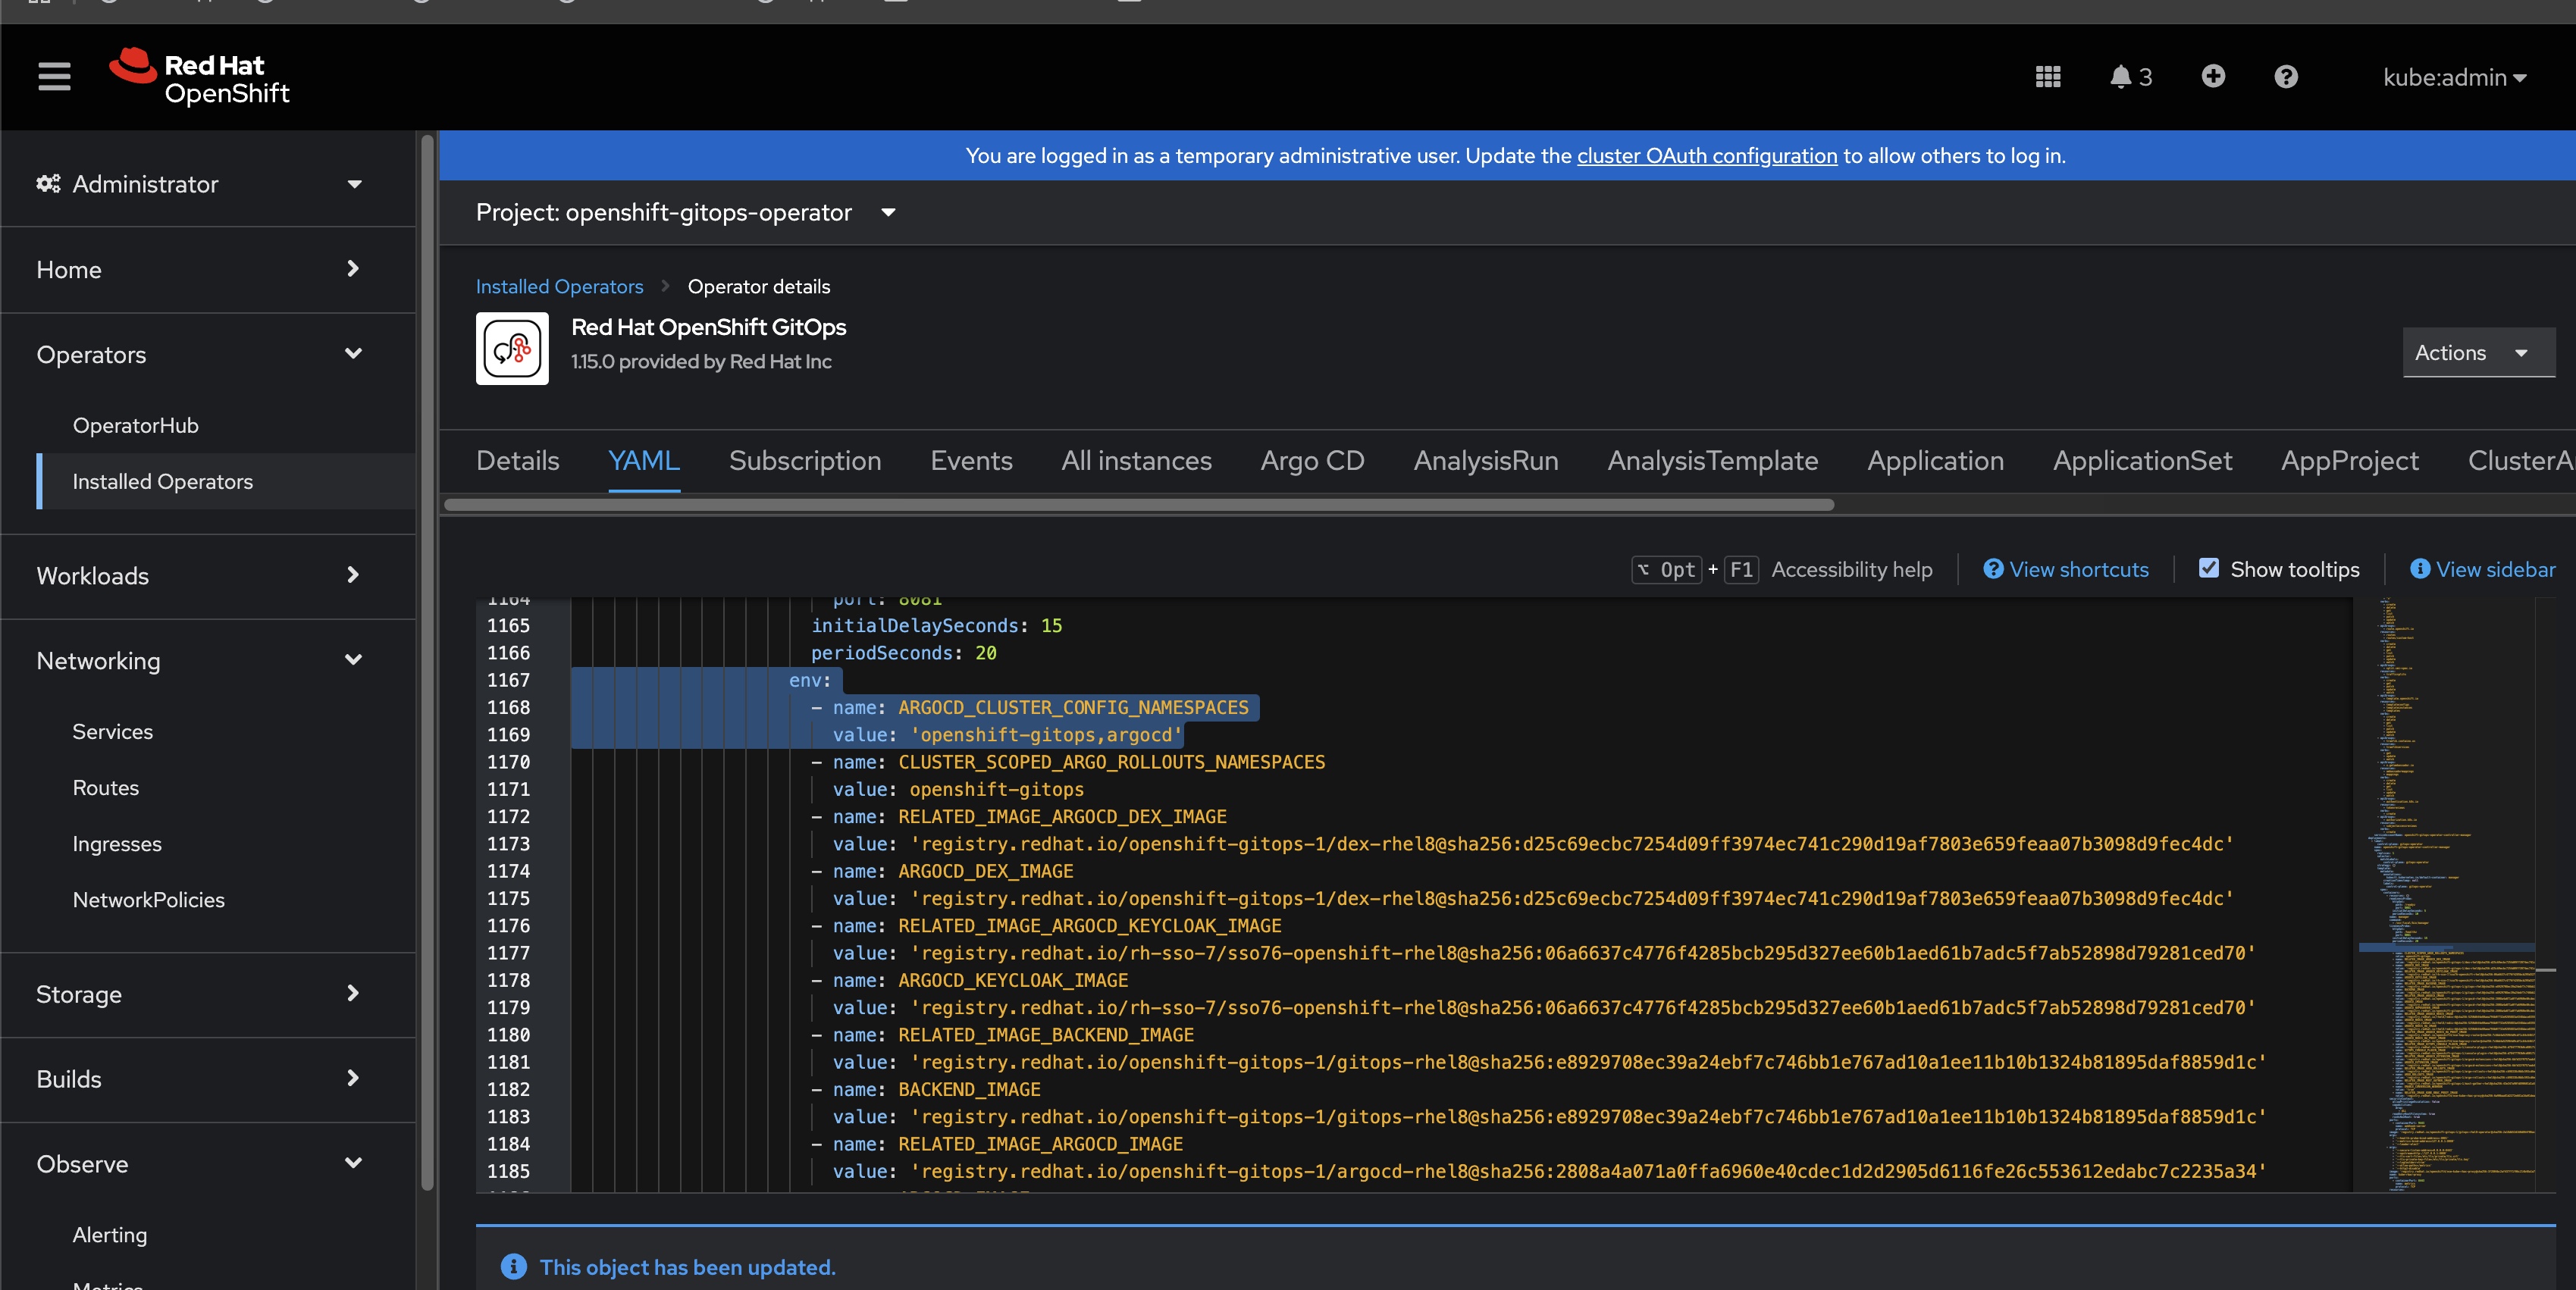 Red Hat
OpenShift
3
kube:admin
You are logged in as a temporary administrative user. Update the cluster OAuth configuration to allow others to log in.
Administrator
Home
Operators
OperatorHub
Installed Operators
Workloads
Networking
Services
Routes
Ingresses
NetworkPolicies
Storage
Builds
Observe
Alerting
Metrics
Project: openshift-gitops-operator
Installed Operators > Operator details
Red Hat OpenShift GitOps
1.15.0 provided by Red Hat Inc
Actions
Details YAML Subscription Events All instances Argo CD AnalysisRun AnalysisTemplate Application ApplicationSet AppProject ClusterA
⌥ Opt + F1 Accessibility help View shortcuts Show tooltips View sidebar
1164 port: 8081
1165 initialDelaySeconds: 15
1166 periodSeconds: 20
1167 env:
1168 - name: ARGOCD_CLUSTER_CONFIG_NAMESPACES
1169 value: 'openshift-gitops,argocd'
1170 - name: CLUSTER_SCOPED_ARGO_ROLLOUTS_NAMESPACES
1171 value: openshift-gitops
1172 - name: RELATED_IMAGE_ARGOCD_DEX_IMAGE
1173 value: 'registry.redhat.io/openshift-gitops-1/dex-rhel8@sha256:d25c69ecbc7254d09ff3974ec741c290d19af7803e659feaa07b3098d9fec4dc'
1174 - name: ARGOCD_DEX_IMAGE
1175 value: 'registry.redhat.io/openshift-gitops-1/dex-rhel8@sha256:d25c69ecbc7254d09ff3974ec741c290d19af7803e659feaa07b3098d9fec4dc'
1176 - name: RELATED_IMAGE_ARGOCD_KEYCLOAK_IMAGE
1177 value: 'registry.redhat.io/rh-sso-7/sso76-openshift-rhel8@sha256:06a6637c4776f4285bcb295d327ee60b1aed61b7adc5f7ab52898d79281ced70'
1178 - name: ARGOCD_KEYCLOAK_IMAGE
1179 value: 'registry.redhat.io/rh-sso-7/sso76-openshift-rhel8@sha256:06a6637c4776f4285bcb295d327ee60b1aed61b7adc5f7ab52898d79281ced70'
1180 - name: RELATED_IMAGE_BACKEND_IMAGE
1181 value: 'registry.redhat.io/openshift-gitops-1/gitops-rhel8@sha256:e8929708ec39a24ebf7c746bb1e767ad10a1ee11b10b1324b81895daf8859d1c'
1182 - name: BACKEND_IMAGE
1183 value: 'registry.redhat.io/openshift-gitops-1/gitops-rhel8@sha256:e8929708ec39a24ebf7c746bb1e767ad10a1ee11b10b1324b81895daf8859d1c'
1184 - name: RELATED_IMAGE_ARGOCD_IMAGE
1185 value: 'registry.redhat.io/openshift-gitops-1/argocd-rhel8@sha256:2808a4a071a0ffa6960e40cdec1d2d2905d6116fe26c553612edabc7c2235a34'
This object has been updated.